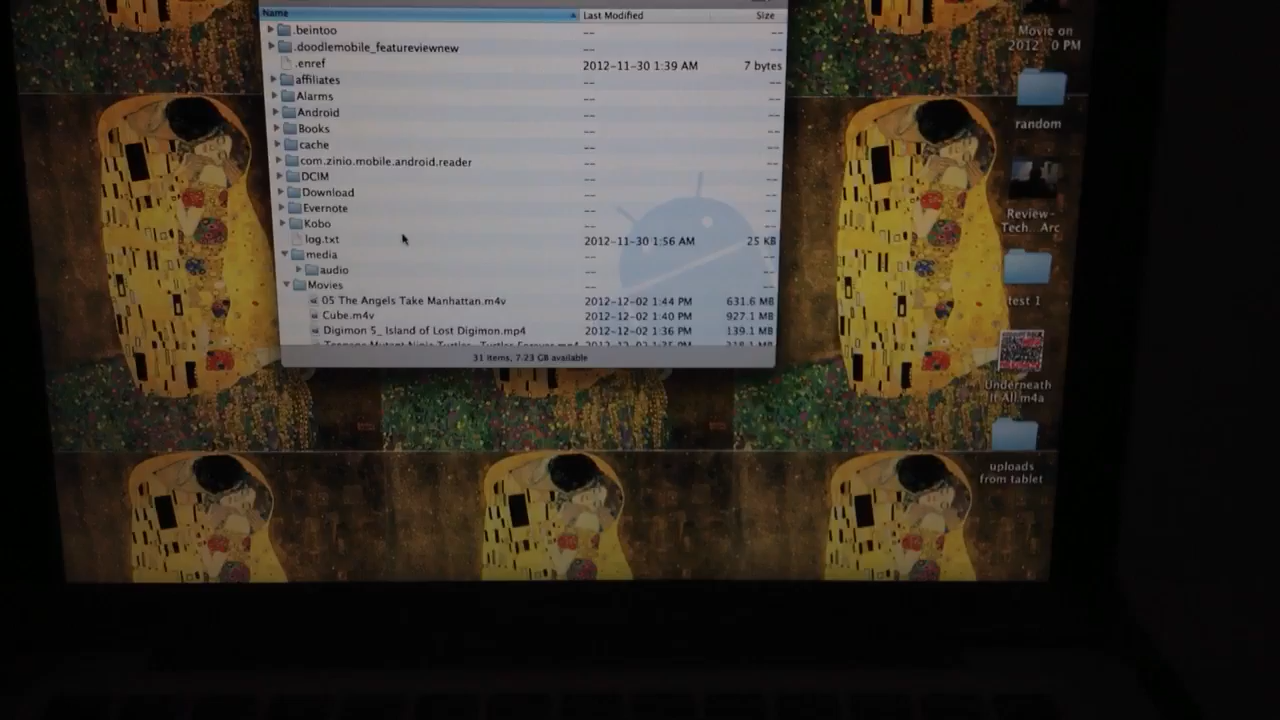 Name Last Modified Size
.beintoo -- --
.doodlemobile_featureviewnew -- --
.enref 2012-11-30 1:39 AM 7 bytes
affiliates -- --
Alarms -- --
Android -- --
Books -- --
cache -- --
com.zinio.mobile.android.reader -- --
DCIM -- --
Download -- --
Evernote -- --
Kobo -- --
log.txt 2012-11-30 1:56 AM 25 KB
media -- --
audio -- --
Movies -- --
05 The Angels Take Manhattan.m4v 2012-12-02 1:44 PM 631.6 MB
Cube.m4v 2012-12-02 1:40 PM 927.1 MB
Digimon 5_ Island of Lost Digimon.mp4 2012-12-02 1:36 PM 139.1 MB
31 items, 7.23 GB available
Movie on
2012 0 PM
random
Review-
Tech...Arc
test 1
Underneath
It All.m4a
uploads
from tablet